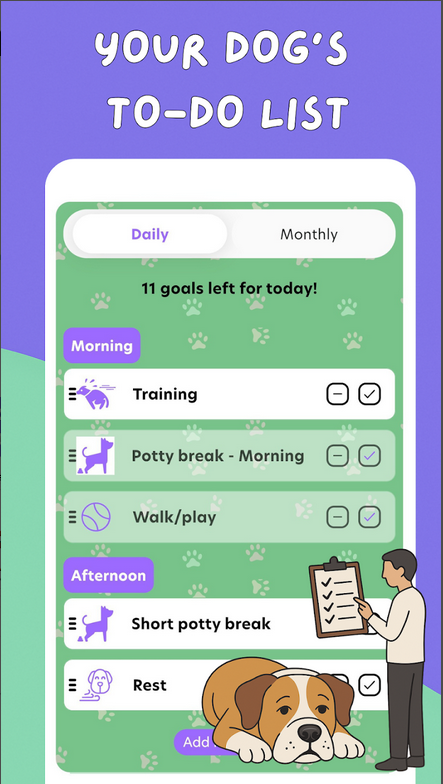 YOUR DOG'S
TO-DO LIST
Daily
Monthly
11 goals left for today!
Morning
Training
Potty break - Morning
Walk/play
Afternoon
Short potty break
Rest
Add